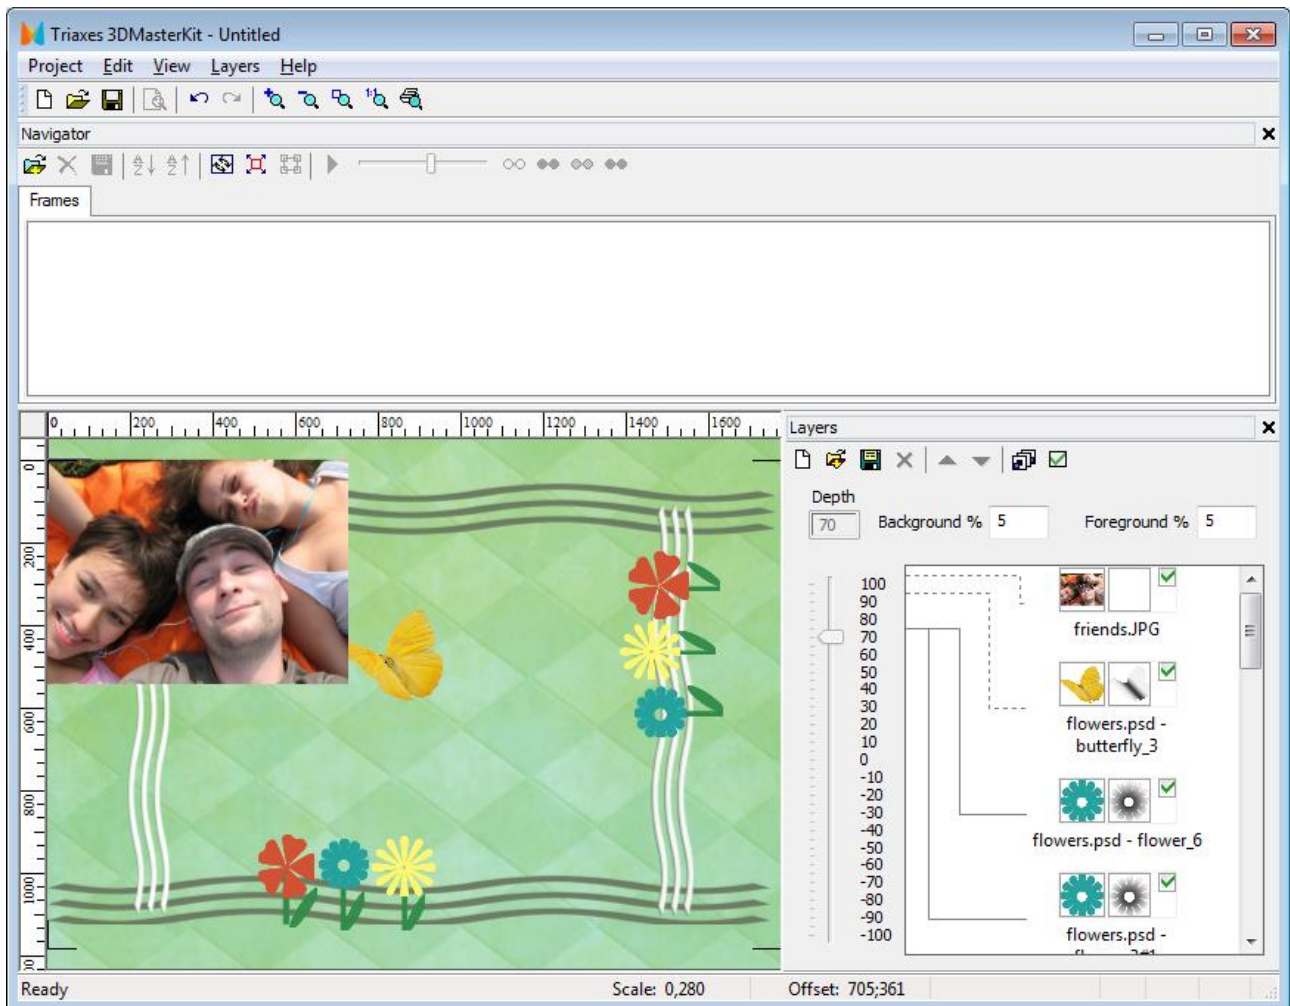 Triaxes 3DMasterKit - Untitled
Project Edit View Layers Help
1:1
Navigator
Frames
0 200 400 600 800 1000 1200 1400 1600
Layers
0
200
400
600
800
1000
Depth
70 Background % 5 Foreground % 5
100
90
80
70
60
50
40
30
20
10
0
-10
-20
-30
-40
-50
-60
-70
-80
-90
-100
friends.JPG
flowers.psd -
butterfly_3
flowers.psd - flower_6
flowers.psd -
Ready Scale: 0,280 Offset: 705;361